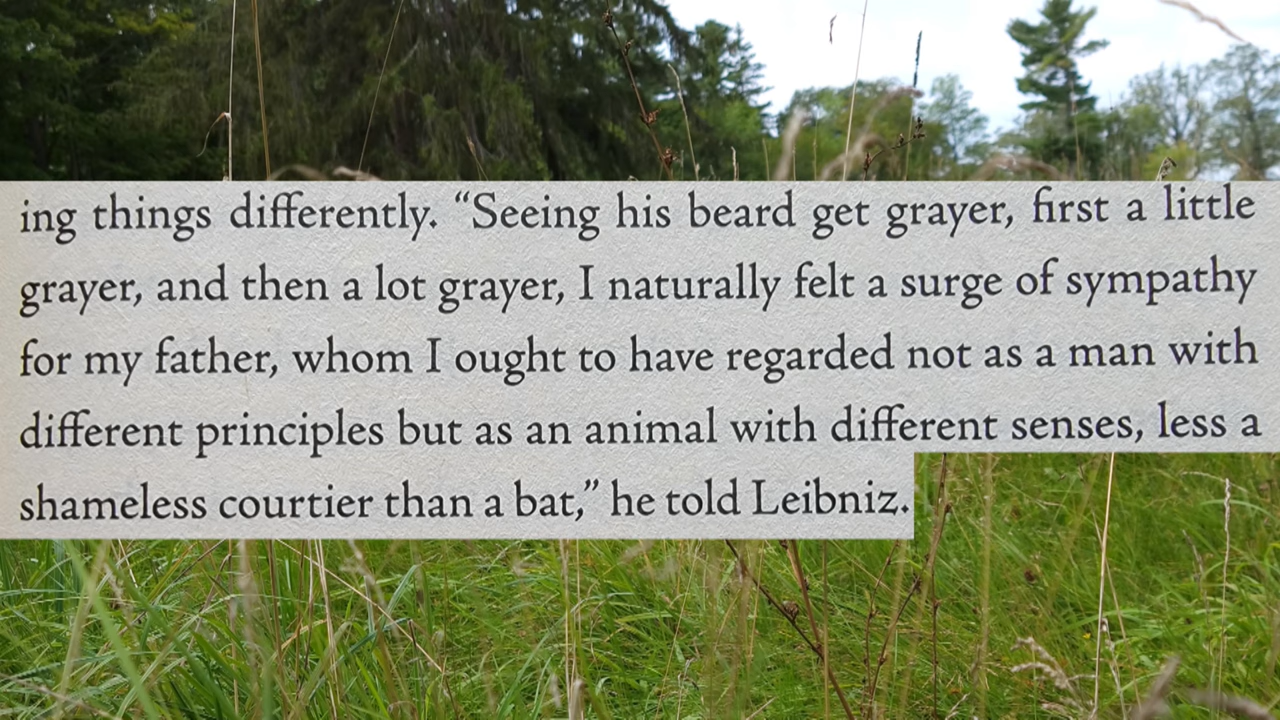 ing things differently. “Seeing his beard get grayer, first a little
grayer, and then a lot grayer, I naturally felt a surge of sympathy
for my father, whom I ought to have regarded not as a man with
different principles but as an animal with different senses, less a
shameless courtier than a bat,” he told Leibniz.